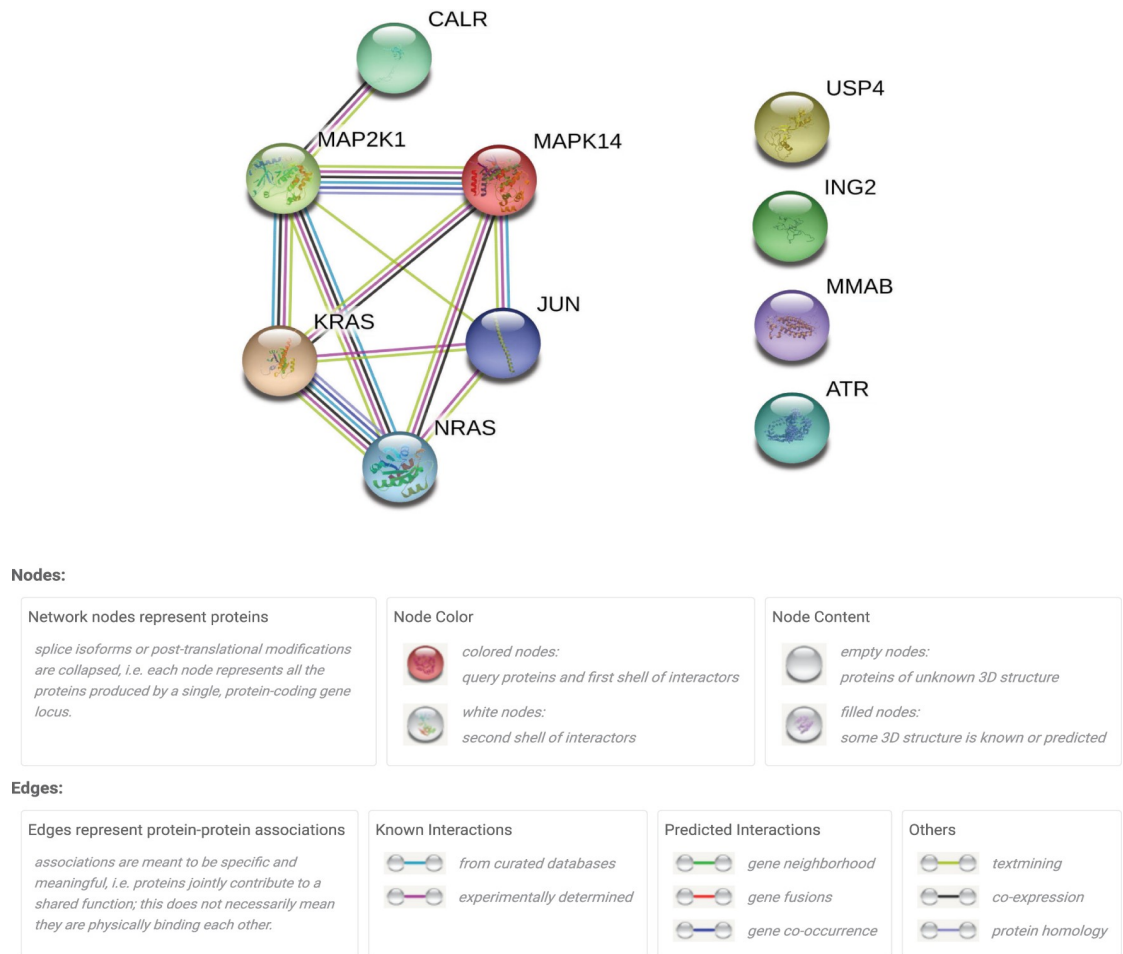 CALR
USP4
MAP2K1
MAPK14
ING2
MMAB
JUN
KRAS
ATR
NRAS
Nodes:
Network nodes represent proteins
splice isoforms or post-translational modifications
are collapsed, i.e. each node represents all the
proteins produced by a single, protein-coding gene
locus.
Node Color
colored nodes:
query proteins and first shell of interactors
white nodes:
second shell of interactors
Node Content
empty nodes:
proteins of unknown 3D structure
filled nodes:
some 3D structure is known or predicted
Edges:
Edges represent protein-protein associations
associations are meant to be specific and
meaningful, i.e. proteins jointly contribute to a
shared function; this does not necessarily mean
they are physically binding each other.
Known Interactions
from curated databases
experimentally determined
Predicted Interactions
gene neighborhood
gene fusions
gene co-occurrence
Others
textmining
co-expression
protein homology